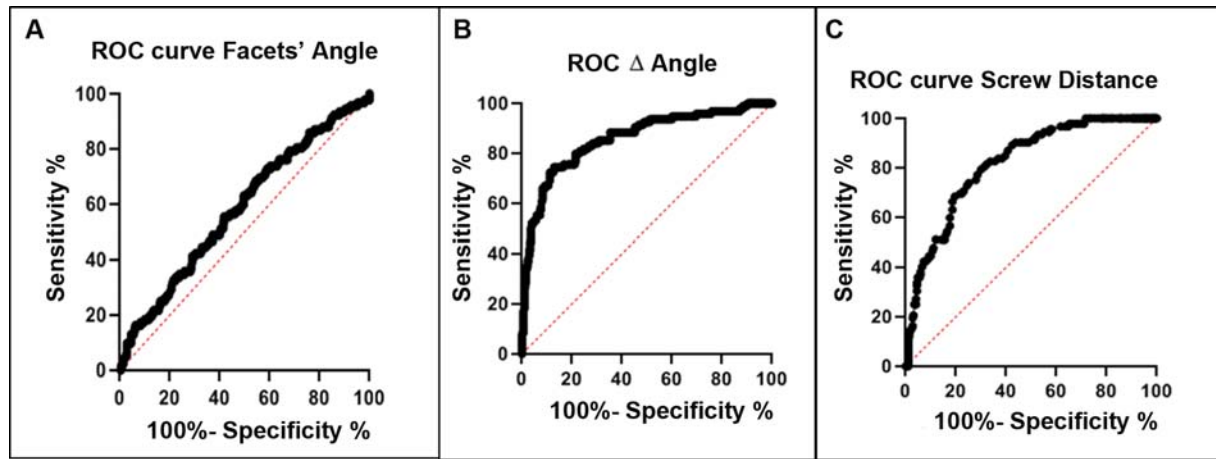 A
ROC curve Facets' Angle
Sensitivity %
100
80
60
40
20
0
0 20 40 60 80 100
100%- Specificity %
B
ROC Δ Angle
Sensitivity %
100
80
60
40
20
0
0 20 40 60 80 100
100%- Specificity %
C
ROC curve Screw Distance
Sensitivity %
100
80
60
40
20
0
0 20 40 60 80 100
100%- Specificity %